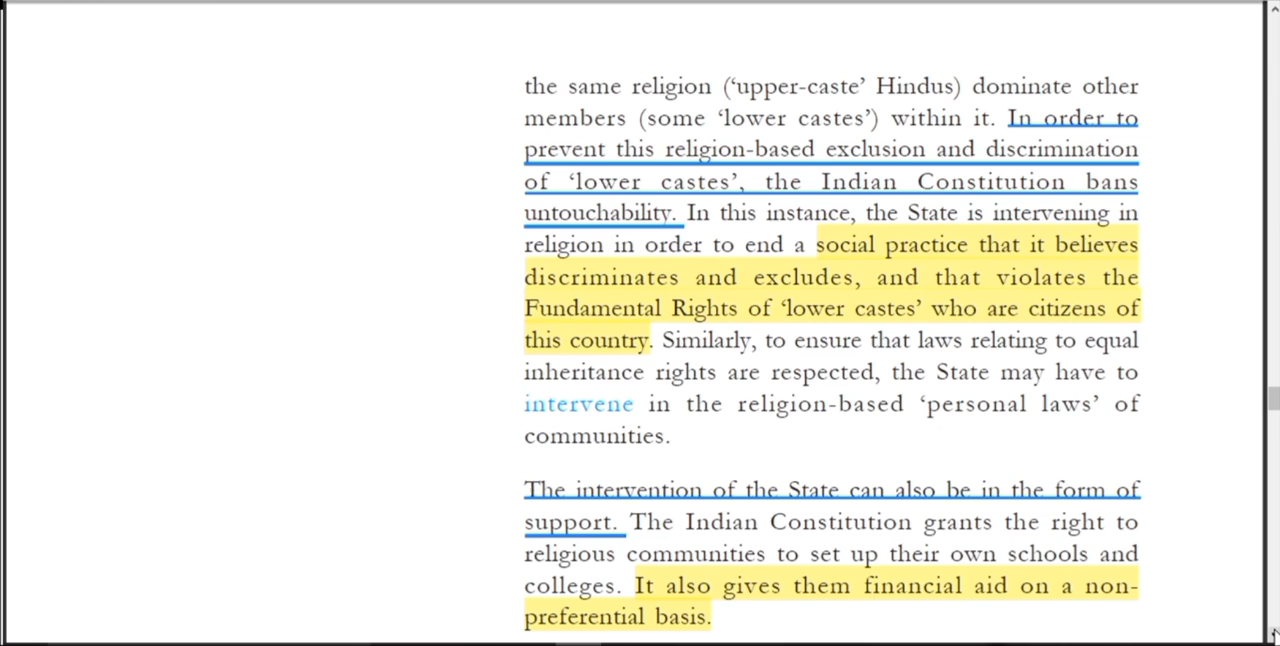 the same religion (‘upper-caste’ Hindus) dominate other
members (some ‘lower castes’) within it. In order to
prevent this religion-based exclusion and discrimination
of ‘lower castes’, the Indian Constitution bans
untouchability. In this instance, the State is intervening in
religion in order to end a social practice that it believes
discriminates and excludes, and that violates the
Fundamental Rights of ‘lower castes’ who are citizens of
this country. Similarly, to ensure that laws relating to equal
inheritance rights are respected, the State may have to
intervene in the religion-based ‘personal laws’ of
communities.
The intervention of the State can also be in the form of
support. The Indian Constitution grants the right to
religious communities to set up their own schools and
colleges. It also gives them financial aid on a non-
preferential basis.